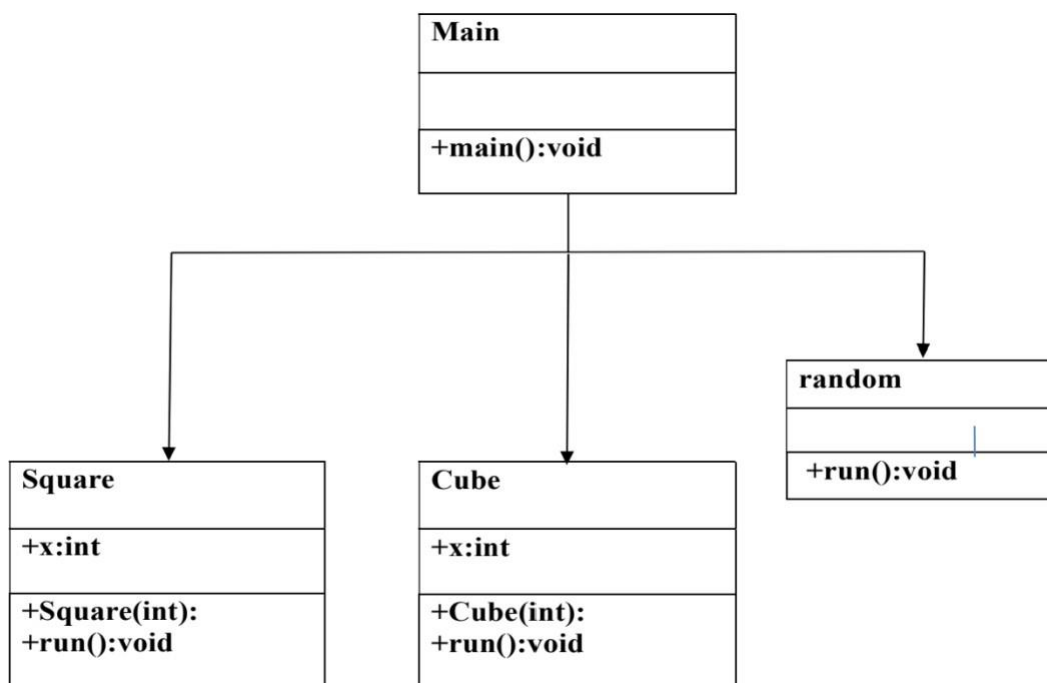 Main
+main():void
random
+run():void
Square
+x:int
+Square(int):
+run():void
Cube
+x:int
+Cube(int):
+run():void